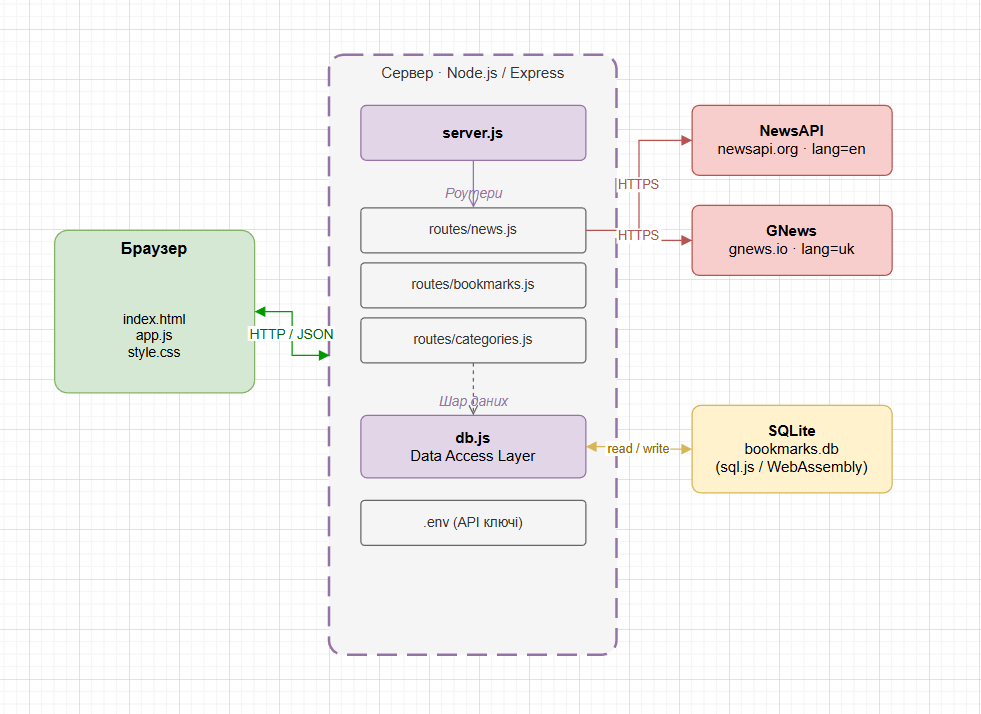 Сервер · Node.js / Express
server.js
Роутери
routes/news.js
routes/bookmarks.js
routes/categories.js
Шар даних
db.js
Data Access Layer
.env (API ключі)
Браузер
index.html
app.js
style.css
HTTP / JSON
HTTPS
HTTPS
NewsAPI
newsapi.org · lang=en
GNews
gnews.io · lang=uk
read / write
SQLite
bookmarks.db
(sql.js / WebAssembly)